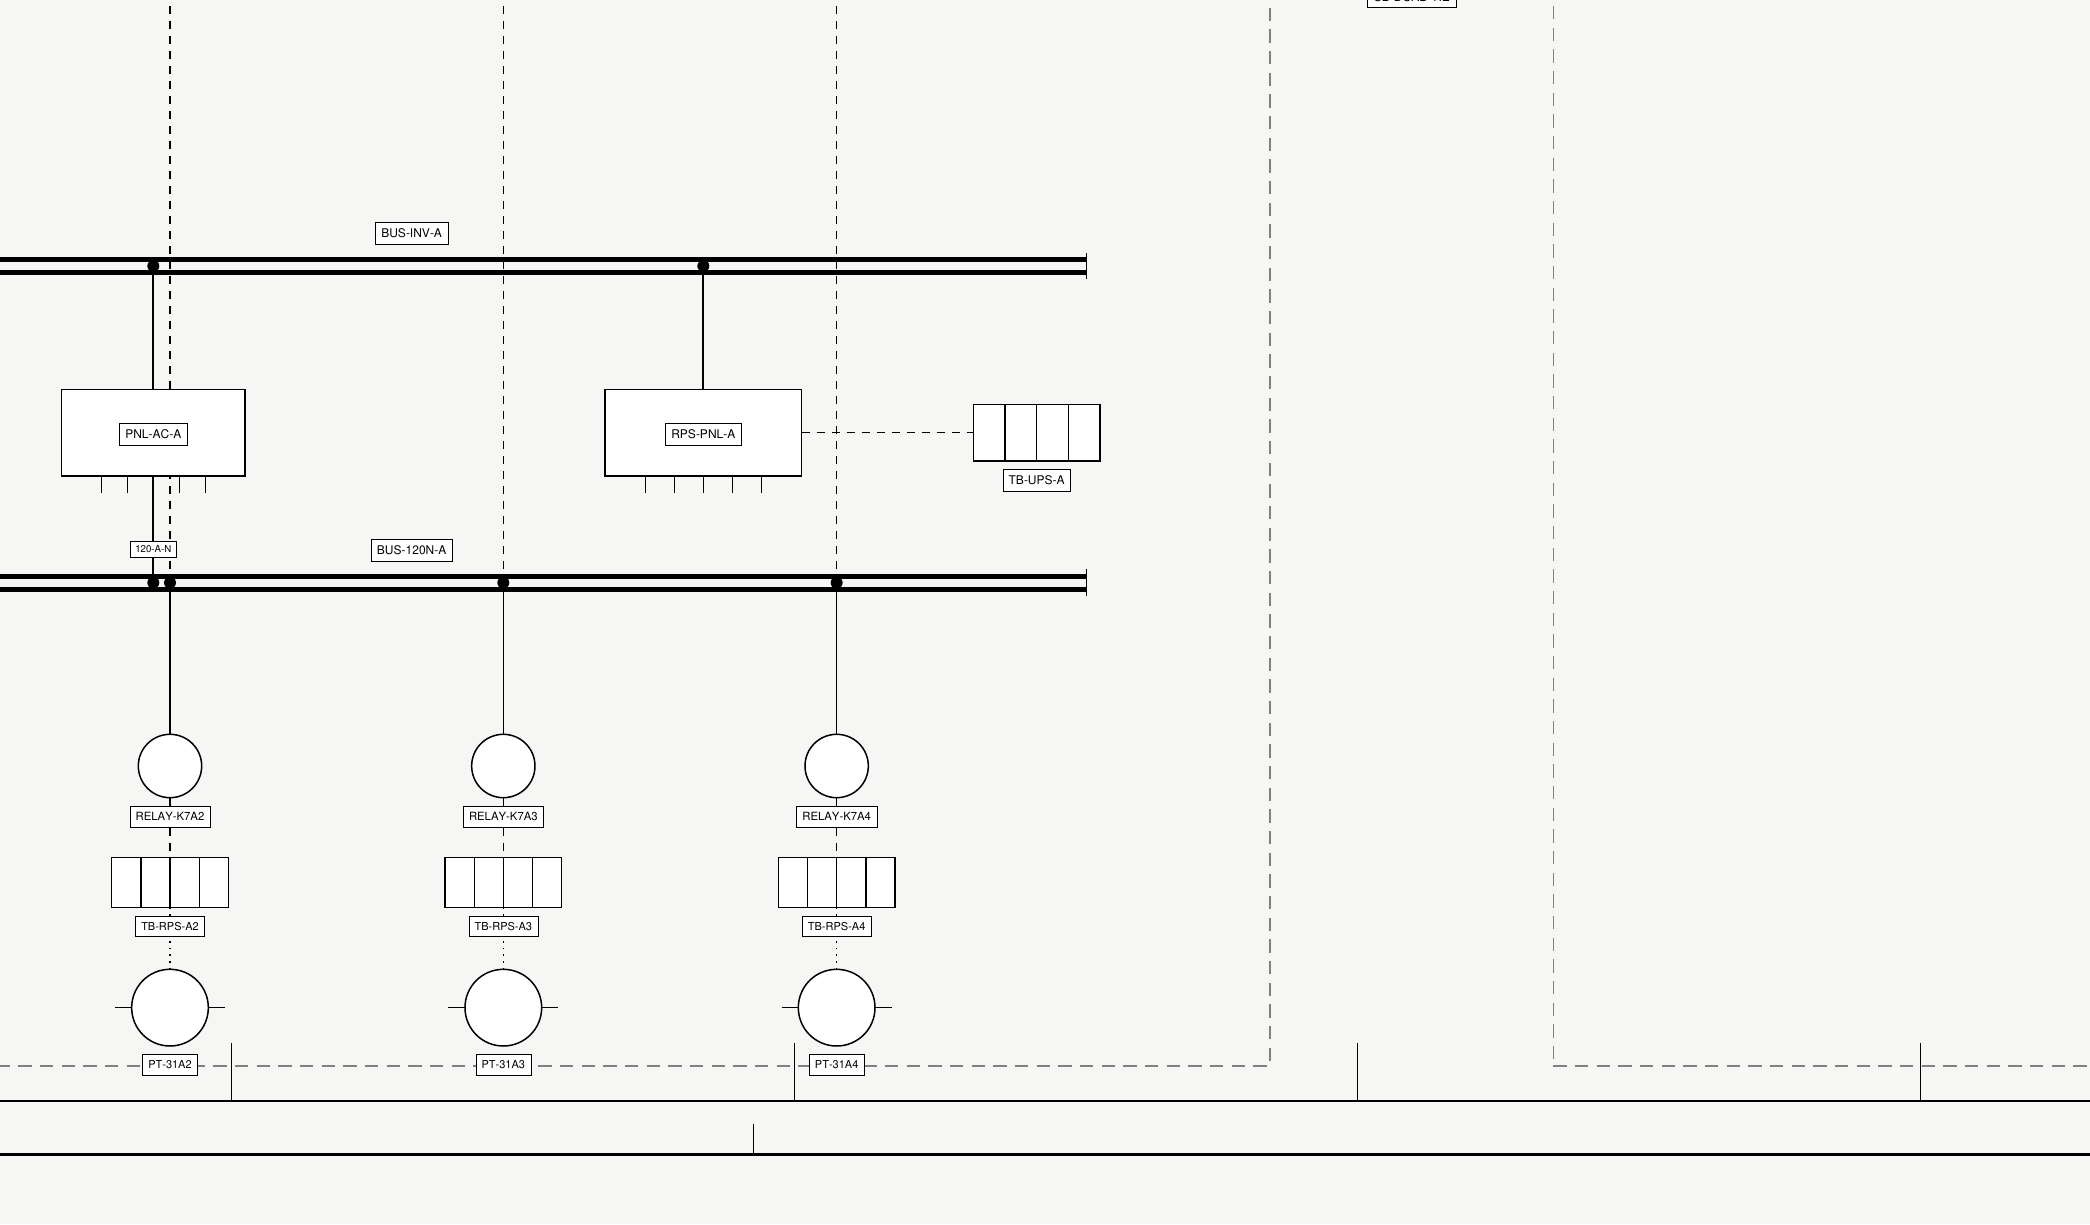 BUS-INV-A
PNL-AC-A
RPS-PNL-A
TB-UPS-A
120-A-N
BUS-120N-A
RELAY-K7A2
RELAY-K7A3
RELAY-K7A4
TB-RPS-A2
TB-RPS-A3
TB-RPS-A4
PT-31A2
PT-31A3
PT-31A4